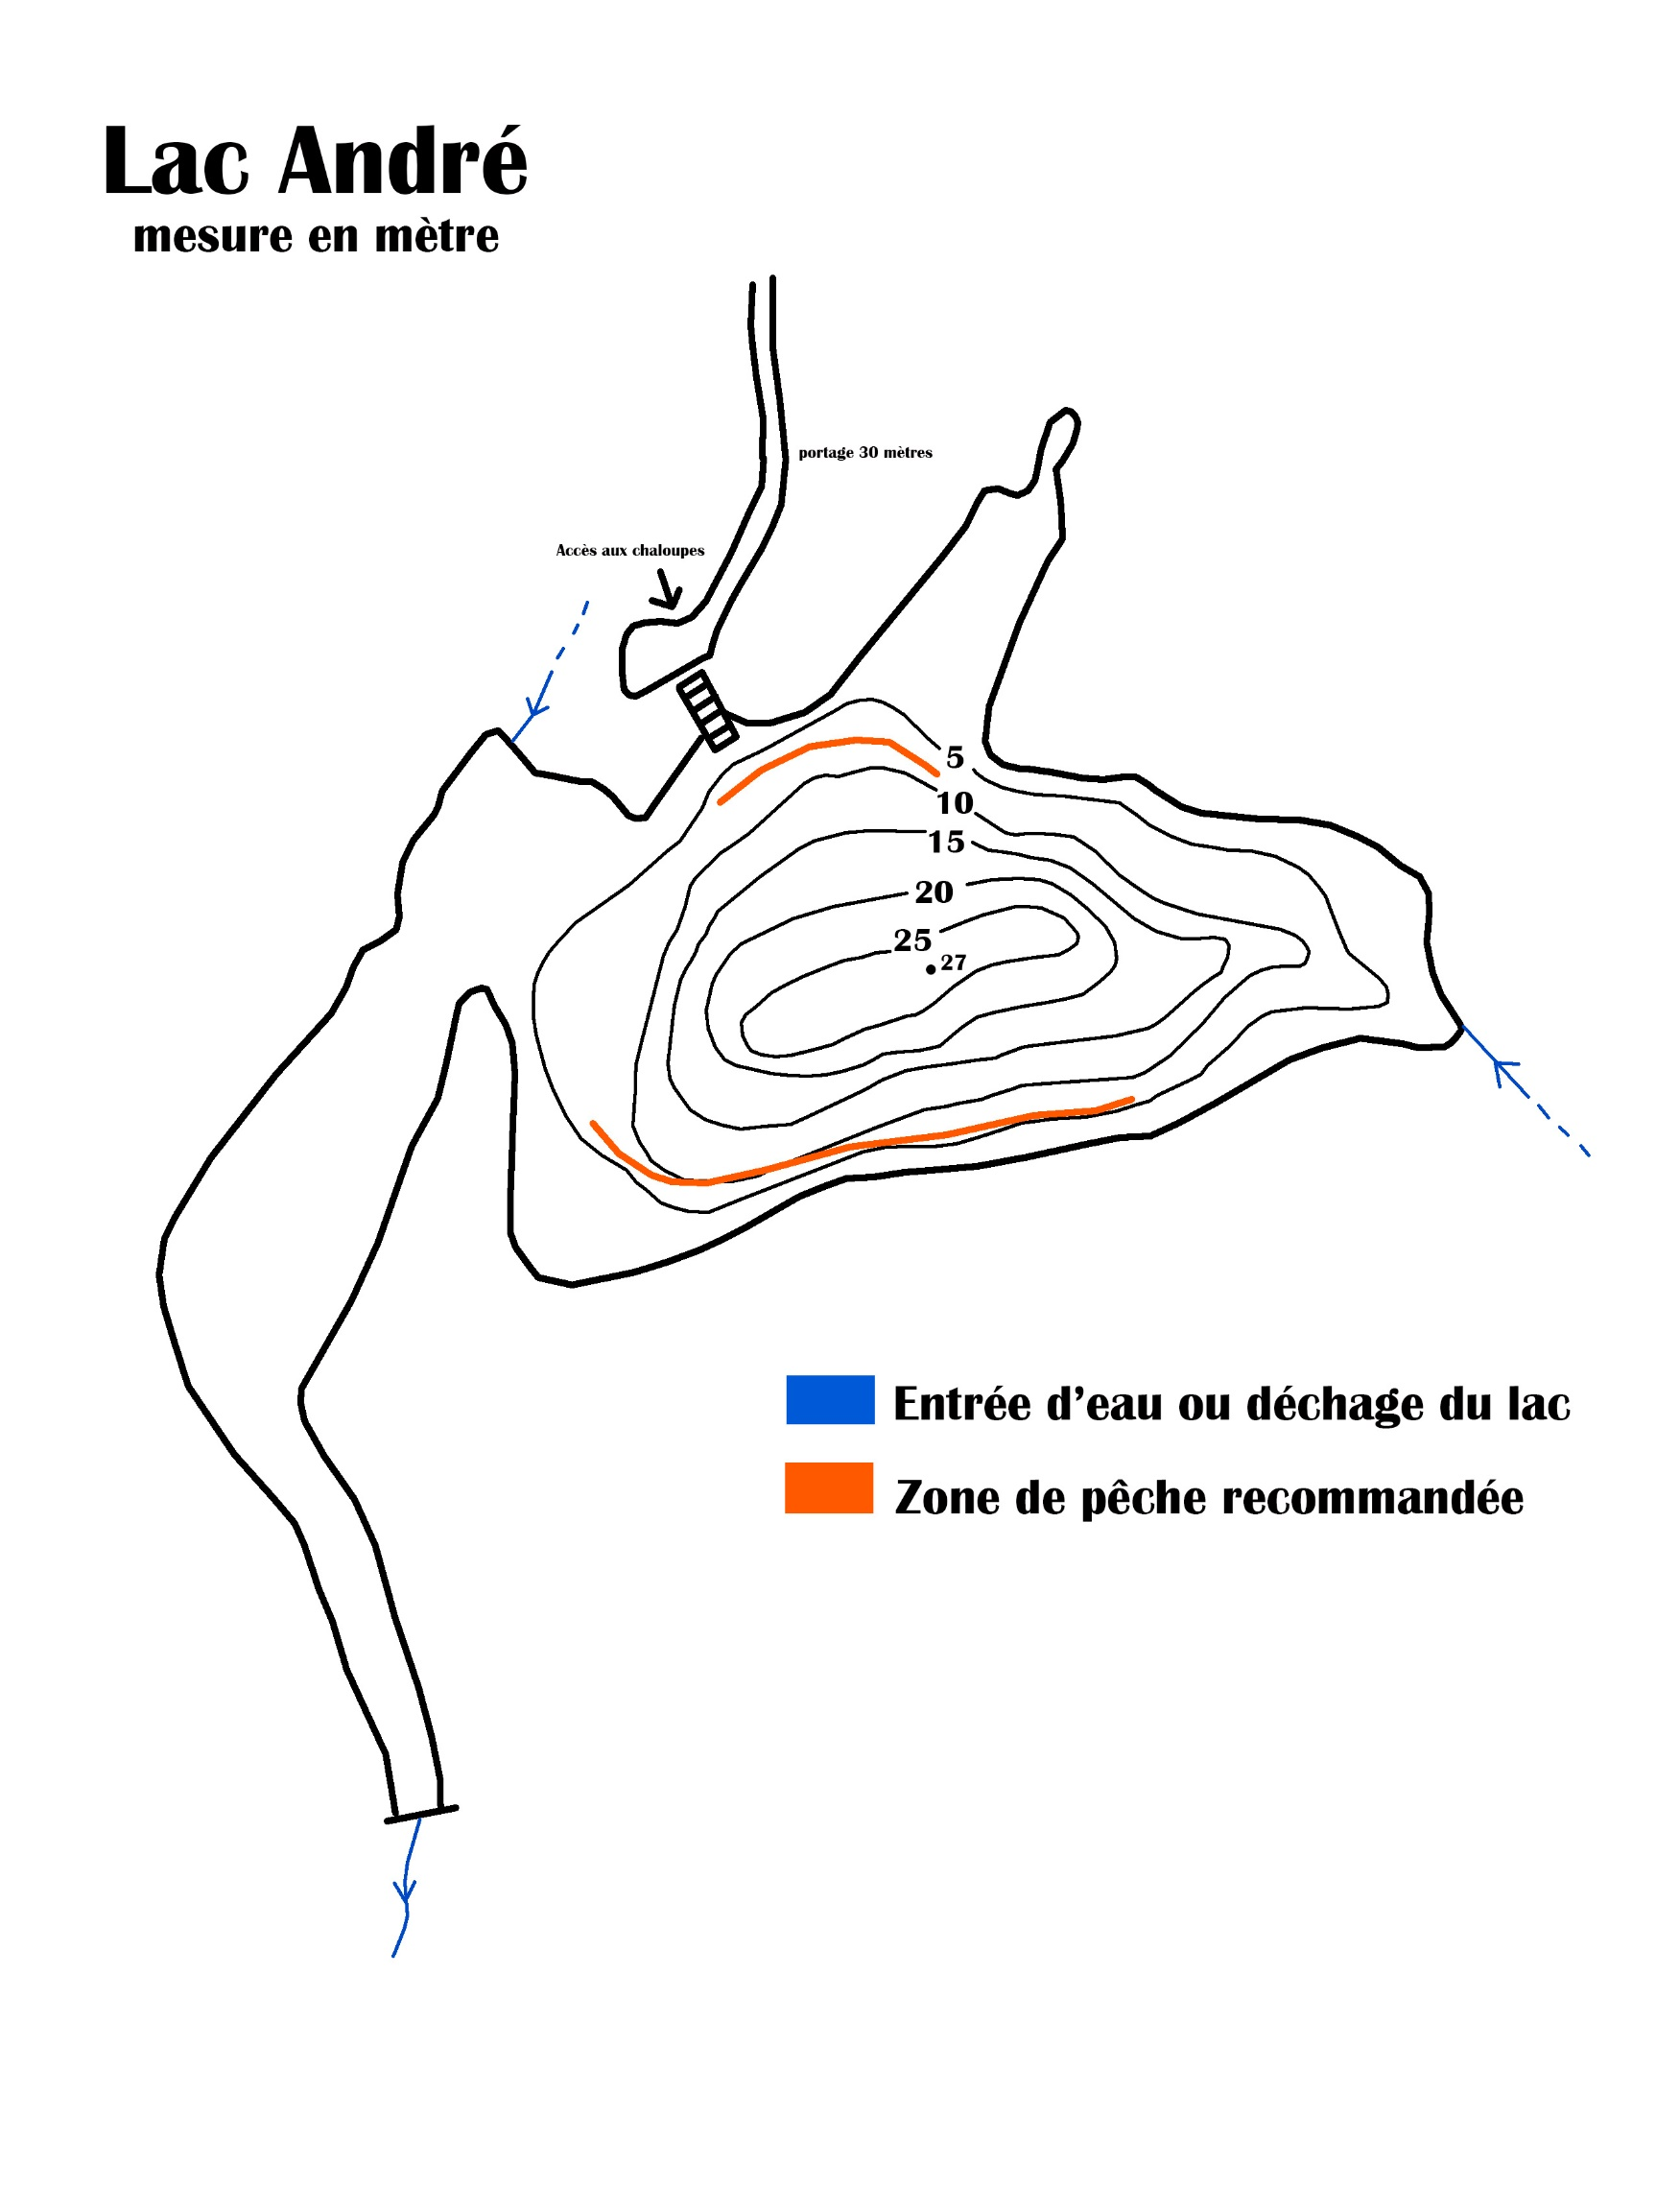 Lac André
mesure en mètre
portage 30 mètres
Accès aux chaloupes
5
10
15
20
25
27
Entrée d’eau ou déchage du lac
Zone de pêche recommandée